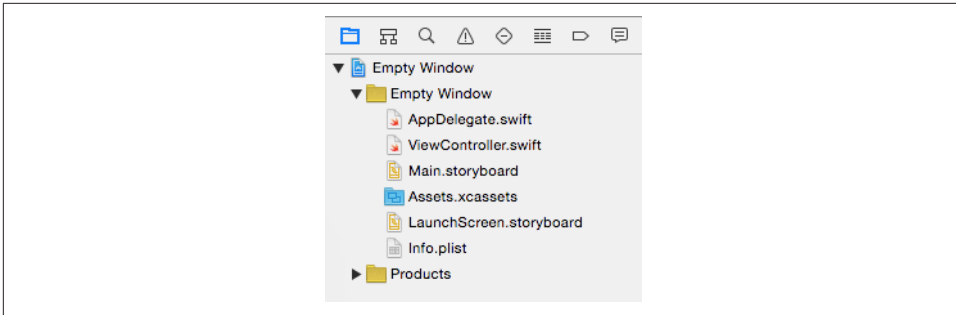 Empty Window
Empty Window
AppDelegate.swift
ViewController.swift
Main.storyboard
Assets.xcassets
LaunchScreen.storyboard
Info.plist
Products